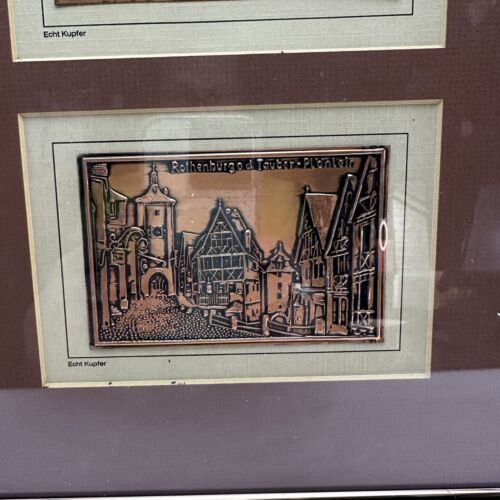 Echt Kupfer
Rothenburg o d Tauber - Plönlein
Echt Kupfer